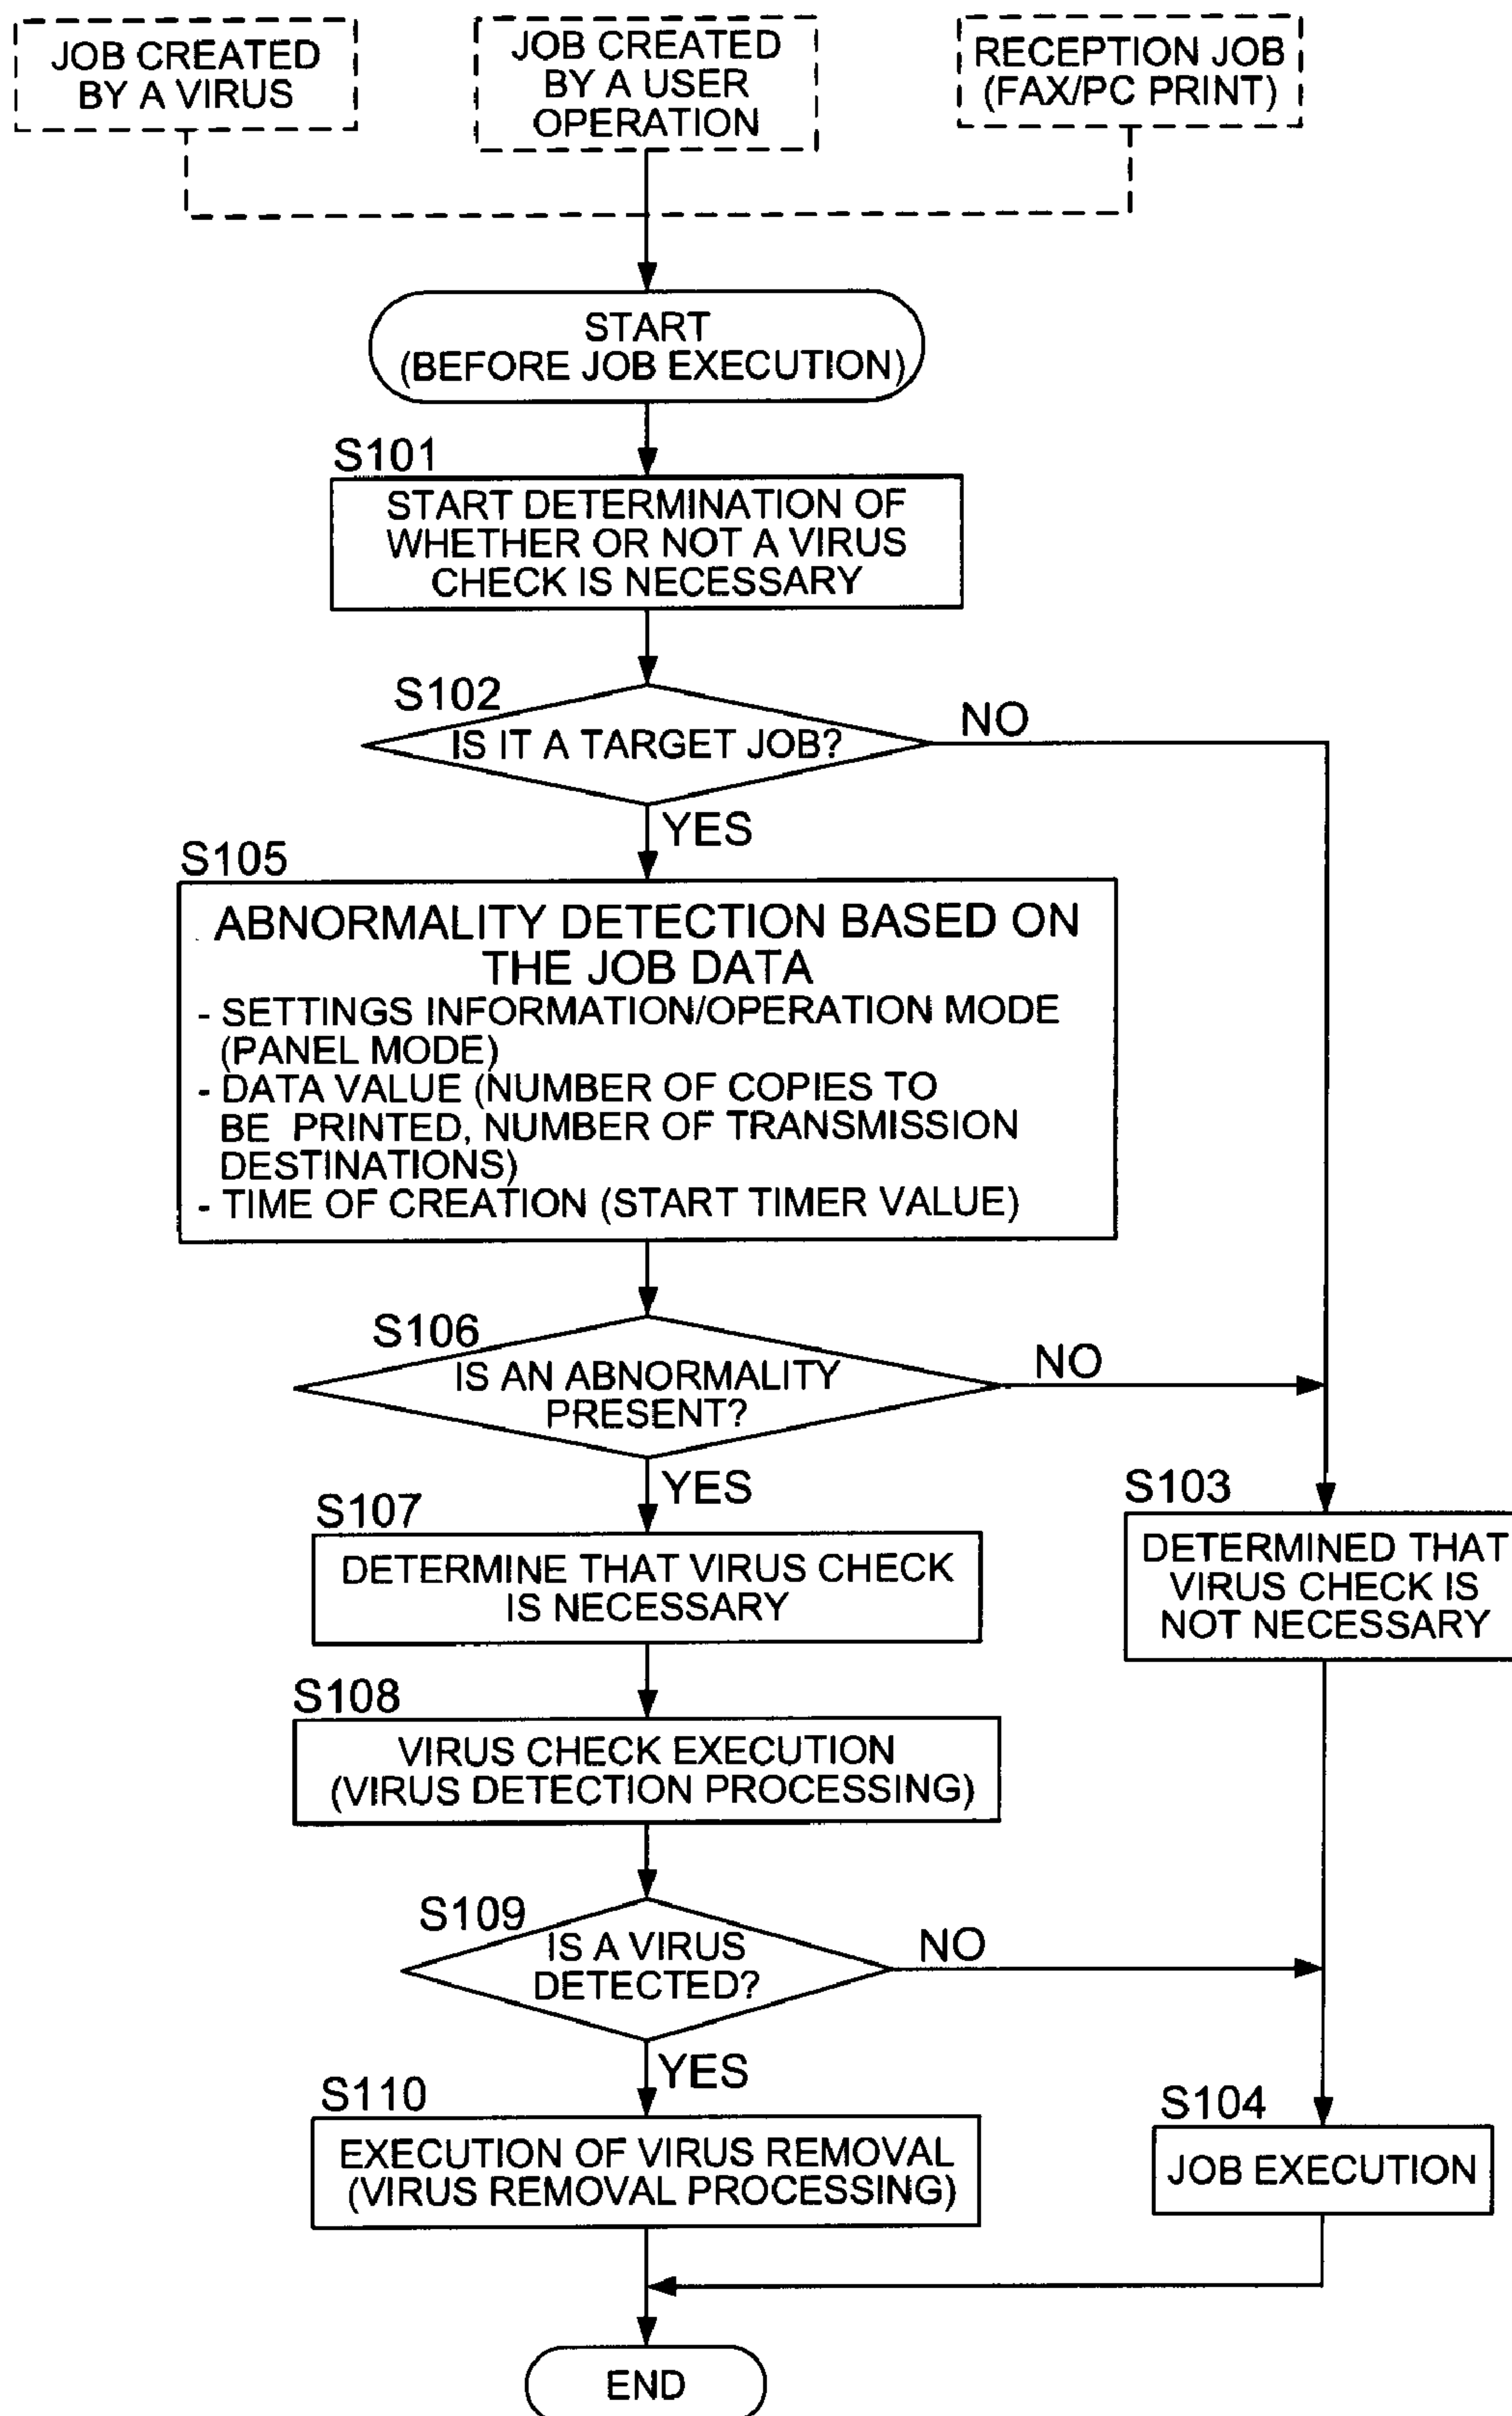 JOB CREATED
BY A VIRUS
JOB CREATED
BY A USER
OPERATION
RECEPTION JOB
(FAX/PC PRINT)
START
(BEFORE JOB EXECUTION)
S101
START DETERMINATION OF
WHETHER OR NOT A VIRUS
CHECK IS NECESSARY
S102
IS IT A TARGET JOB?
NO
YES
S105
ABNORMALITY DETECTION BASED ON
THE JOB DATA
- SETTINGS INFORMATION/OPERATION MODE
(PANEL MODE)
- DATA VALUE (NUMBER OF COPIES TO
BE PRINTED, NUMBER OF TRANSMISSION
DESTINATIONS)
- TIME OF CREATION (START TIMER VALUE)
S106
IS AN ABNORMALITY
PRESENT?
NO
YES
S107
DETERMINE THAT VIRUS CHECK
IS NECESSARY
S103
DETERMINED THAT
VIRUS CHECK IS
NOT NECESSARY
S108
VIRUS CHECK EXECUTION
(VIRUS DETECTION PROCESSING)
S109
IS A VIRUS
DETECTED?
NO
YES
S110
EXECUTION OF VIRUS REMOVAL
(VIRUS REMOVAL PROCESSING)
S104
JOB EXECUTION
END